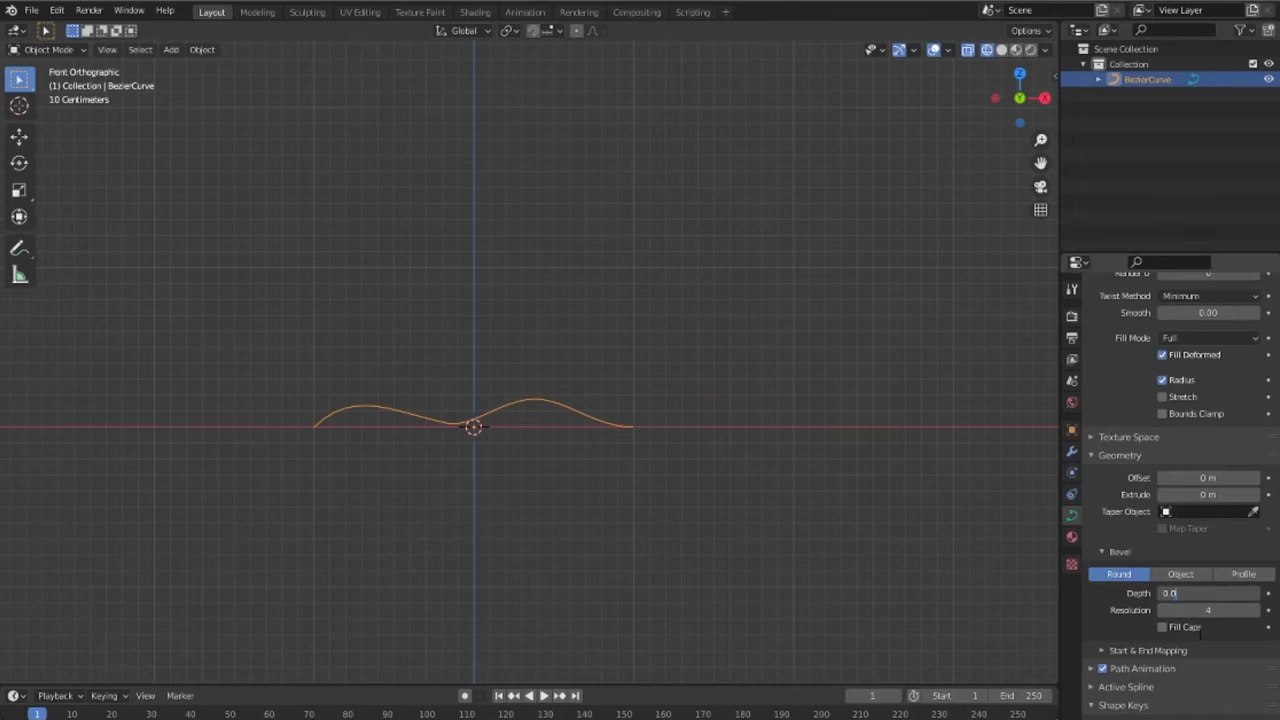 File Edit Render Window Help Layout Modeling Sculpting UV Editing Texture Paint Shading Animation Rendering Compositing Scripting + Scene View Layer
Global Options
Object Mode View Select Add Object
Front Orthographic
(1) Collection | BezierCurve
10 Centimeters
Z
Y
X
Scene Collection
Collection
BezierCurve
Twist Method Minimum
Smooth 0.00
Fill Mode Full
Fill Deformed
Radius
Stretch
Bounds Clamp
Texture Space
Geometry
Offset 0 m
Extrude 0 m
Taper Object
Map Taper
Bevel
Round Object Profile
Depth 0.0
Resolution 4
Fill Caps
Start & End Mapping
Path Animation
Active Spline
Shape Keys
Playback Keying View Marker 1 Start 1 End 250
1 10 20 30 40 50 60 70 80 90 100 110 120 130 140 150 160 170 180 190 200 210 220 230 240 250